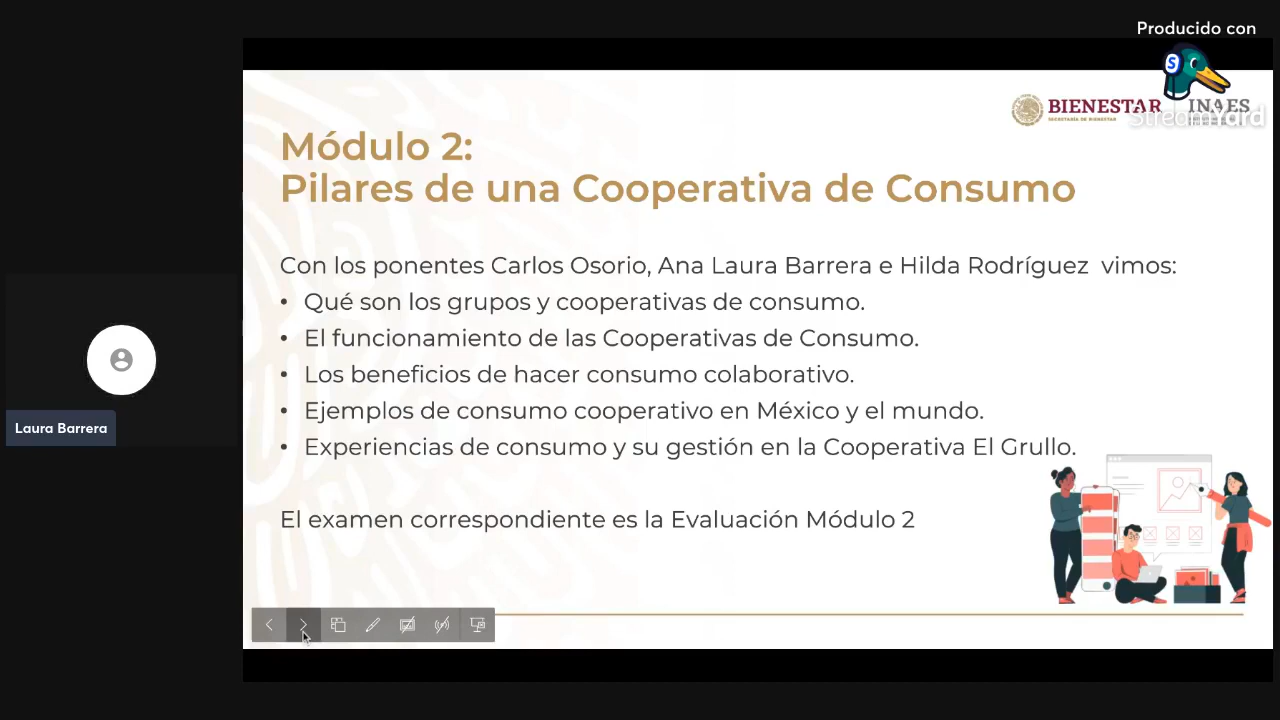 Producido con
StreamYard
BIENESTAR
SECRETARÍA DE BIENESTAR
INAES
Módulo 2:
Pilares de una Cooperativa de Consumo
Con los ponentes Carlos Osorio, Ana Laura Barrera e Hilda Rodríguez vimos:
• Qué son los grupos y cooperativas de consumo.
• El funcionamiento de las Cooperativas de Consumo.
• Los beneficios de hacer consumo colaborativo.
• Ejemplos de consumo cooperativo en México y el mundo.
• Experiencias de consumo y su gestión en la Cooperativa El Grullo.
El examen correspondiente es la Evaluación Módulo 2
Laura Barrera